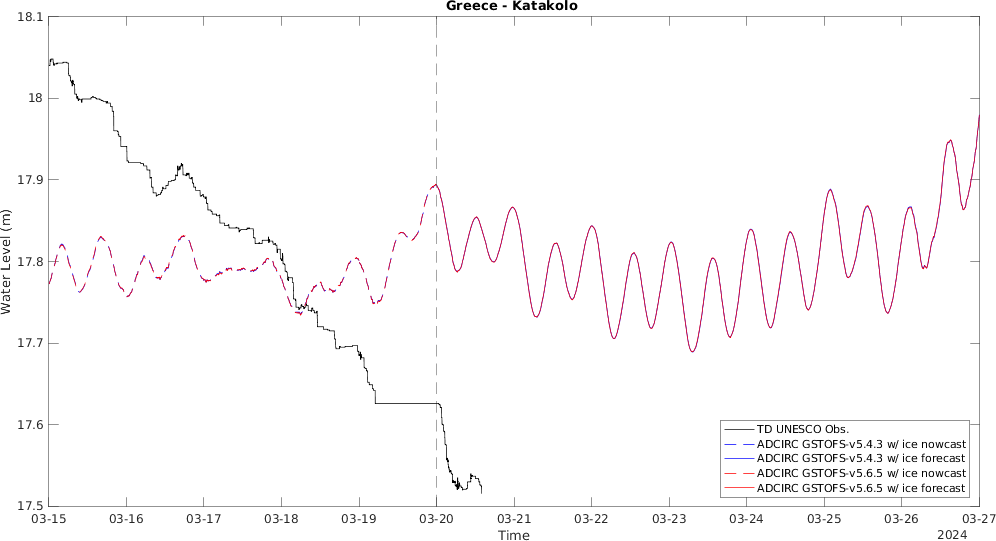 Greece - Katakolo
18.1
18
17.9
17.8
17.7
17.6
17.5
Water Level (m)
03-15 03-16 03-17 03-18 03-19 03-20 03-21 03-22 03-23 03-24 03-25 03-26 03-27
Time
2024
TD UNESCO Obs.
ADCIRC GSTOFS-v5.4.3 w/ ice nowcast
ADCIRC GSTOFS-v5.4.3 w/ ice forecast
ADCIRC GSTOFS-v5.6.5 w/ ice nowcast
ADCIRC GSTOFS-v5.6.5 w/ ice forecast